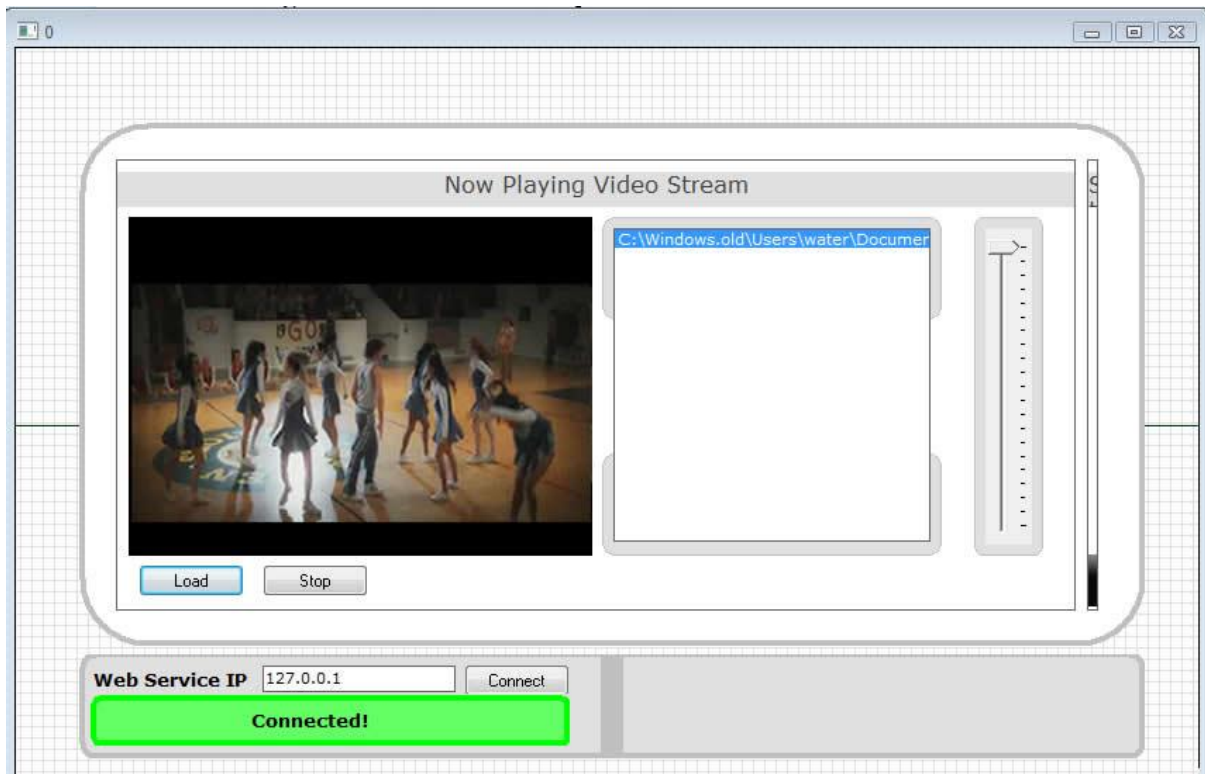 0
Now Playing Video Stream
C:\Windows.old\Users\water\Documer
GO
Load
Stop
Web Service IP
127.0.0.1
Connect
Connected!